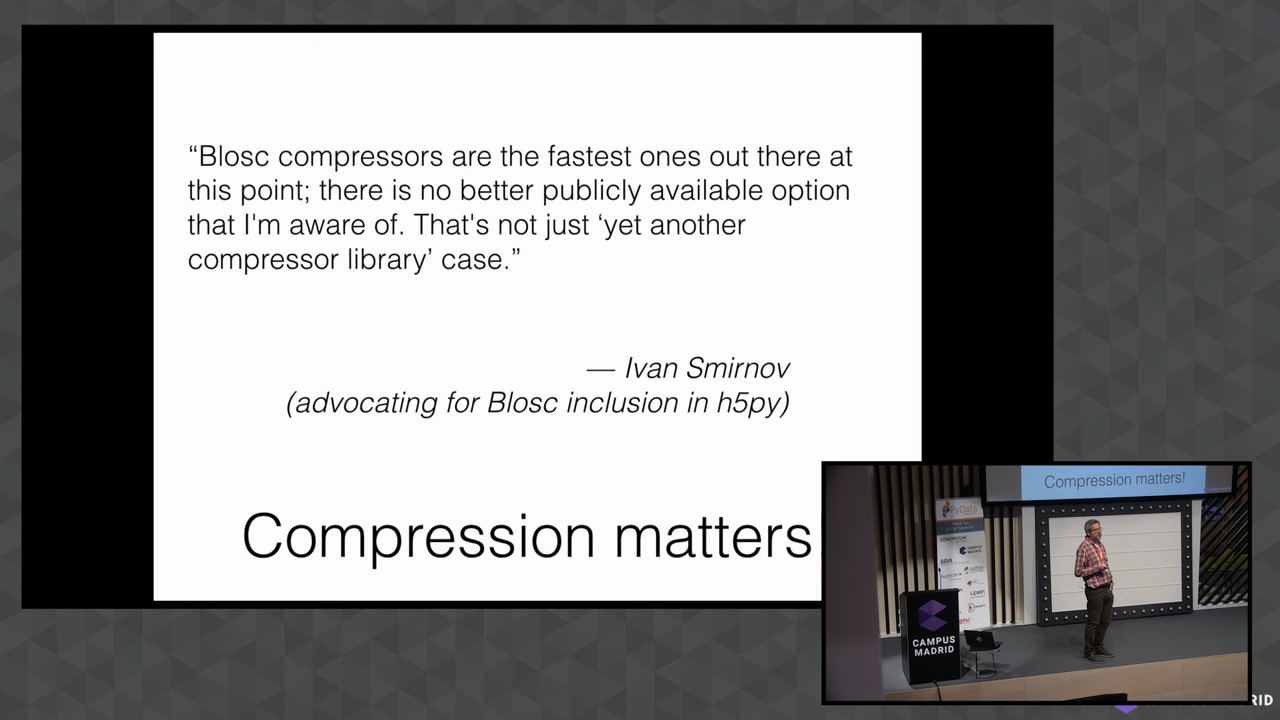 “Blosc compressors are the fastest ones out there at
this point; there is no better publicly available option
that I'm aware of. That's not just ‘yet another
compressor library’ case.”
— Ivan Smirnov
(advocating for Blosc inclusion in h5py)
Compression matters!
Compression matters!
PyData
CAMPUS
MADRID
RID